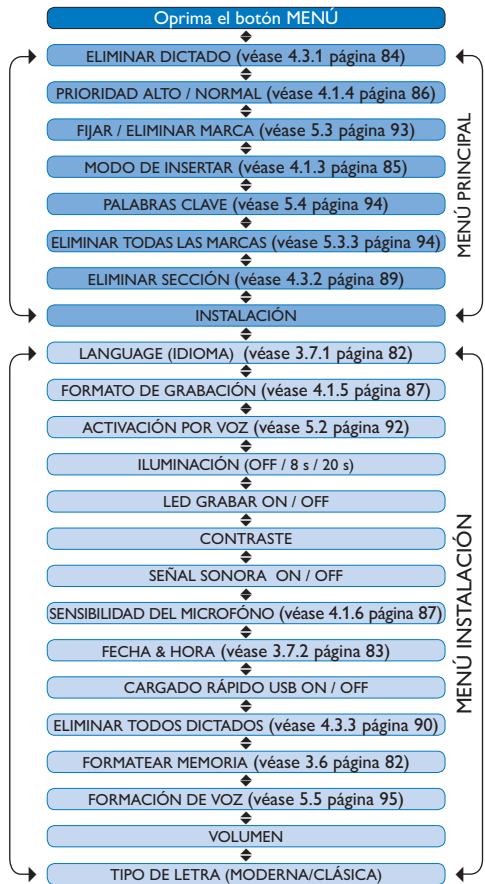 Oprima el botón MENÚ
ELIMINAR DICTADO (véase 4.3.1 página 84)
PRIORIDAD ALTO / NORMAL (véase 4.1.4 página 86)
FIJAR / ELIMINAR MARCA (véase 5.3 página 93)
MODO DE INSERTAR (véase 4.1.3 página 85)
PALABRAS CLAVE (véase 5.4 página 94)
ELIMINAR TODAS LAS MARCAS (véase 5.3.3 página 94)
ELIMINAR SECCIÓN (véase 4.3.2 página 89)
INSTALACIÓN
MENÚ PRINCIPAL
LANGUAGE (IDIOMA) (véase 3.7.1 página 82)
FORMATO DE GRABACIÓN (véase 4.1.5 página 87)
ACTIVACIÓN POR VOZ (véase 5.2 página 92)
ILUMINACIÓN (OFF / 8 s / 20 s)
LED GRABAR ON / OFF
CONTRASTE
SEÑAL SONORA ON / OFF
SENSIBILIDAD DEL MICROFÓNO (véase 4.1.6 página 87)
FECHA & HORA (véase 3.7.2 página 83)
CARGADO RÁPIDO USB ON / OFF
ELIMINAR TODOS DICTADOS (véase 4.3.3 página 90)
FORMATEAR MEMORIA (véase 3.6 página 82)
FORMACIÓN DE VOZ (véase 5.5 página 95)
VOLUMEN
TIPO DE LETRA (MODERNA/CLÁSICA)
MENÚ INSTALACIÓN